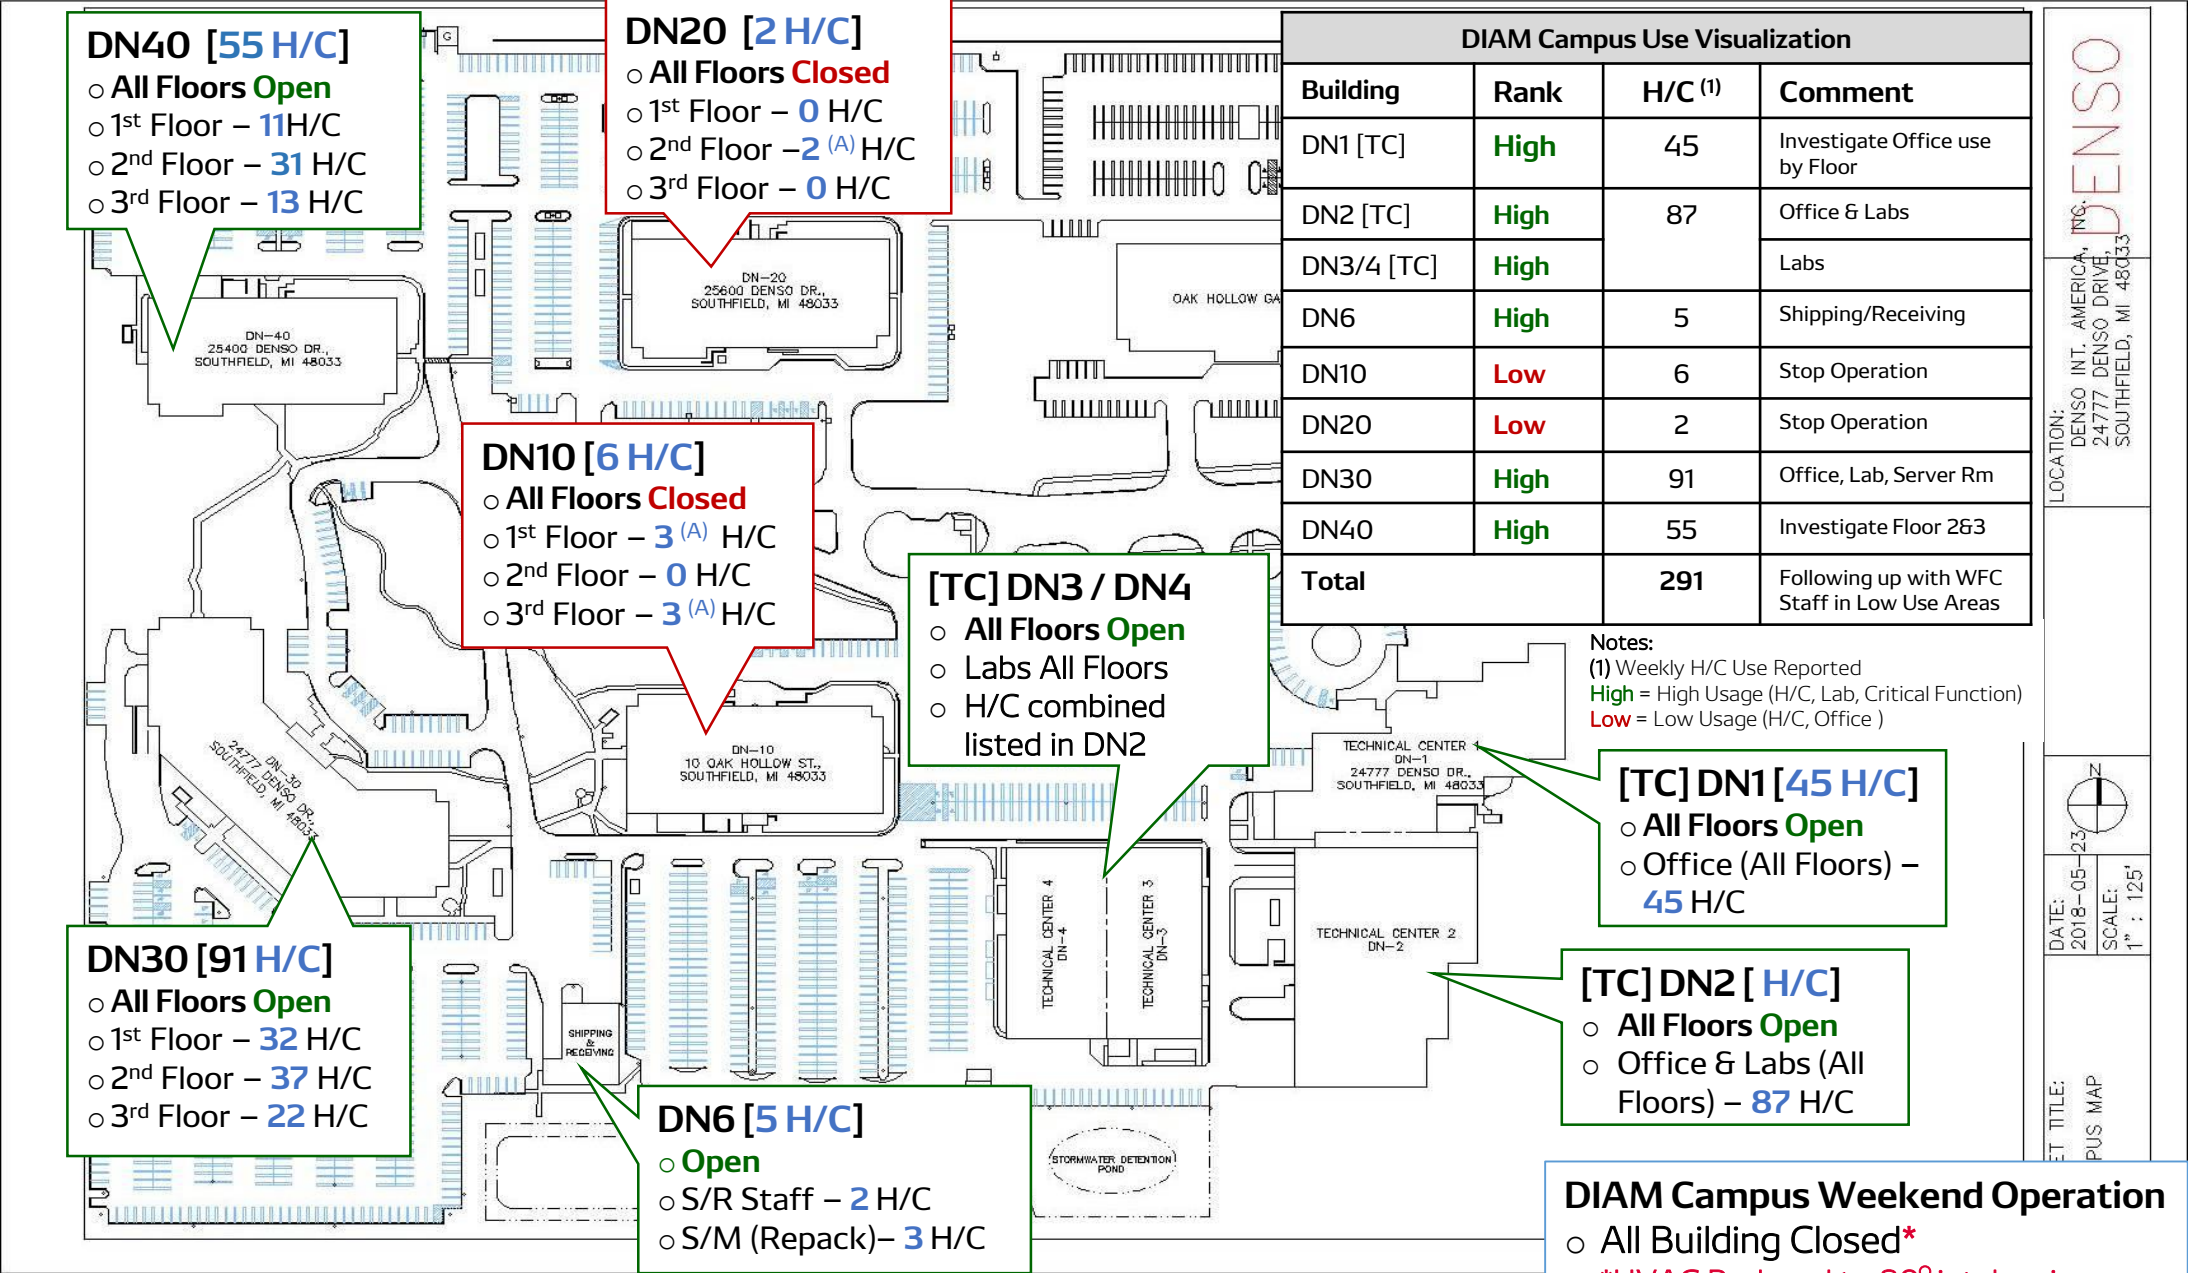 DN40 [55 H/C]
○ All Floors Open
○ 1st Floor – 11H/C
○ 2nd Floor – 31 H/C
○ 3rd Floor – 13 H/C
G
DN20 [2 H/C]
○ All Floors Closed
○ 1st Floor – 0 H/C
○ 2nd Floor –2 (A) H/C
○ 3rd Floor – 0 H/C
DIAM Campus Use Visualization
Building Rank H/C (1) Comment
DN1 [TC] High 45 Investigate Office use
by Floor
DN2 [TC] High 87 Office & Labs
DN3/4 [TC] High Labs
DN6 High 5 Shipping/Receiving
DN10 Low 6 Stop Operation
DN20 Low 2 Stop Operation
DN30 High 91 Office, Lab, Server Rm
DN40 High 55 Investigate Floor 2&3
Total 291 Following up with WFC
Staff in Low Use Areas
Notes:
(1) Weekly H/C Use Reported
High = High Usage (H/C, Lab, Critical Function)
Low = Low Usage (H/C, Office )
DN-40
25400 DENSO DR.,
SOUTHFIELD, MI 48033
DN-20
25600 DENSO DR.,
SOUTHFIELD, MI 48033
OAK HOLLOW GA
DN10 [6 H/C]
○ All Floors Closed
○ 1st Floor – 3 (A) H/C
○ 2nd Floor – 0 H/C
○ 3rd Floor – 3 (A) H/C
[TC] DN3 / DN4
○ All Floors Open
○ Labs All Floors
○ H/C combined
listed in DN2
DN-30
24777 DENSO DR.,
SOUTHFIELD, MI 48033
DN-10
10 OAK HOLLOW ST.,
SOUTHFIELD, MI 48033
TECHNICAL CENTER 1
DN-1
24777 DENSO DR.,
SOUTHFIELD, MI 48033
[TC] DN1 [45 H/C]
○ All Floors Open
○ Office (All Floors) –
45 H/C
TECHNICAL CENTER 4
DN-4
TECHNICAL CENTER 3
DN-3
TECHNICAL CENTER 2
DN-2
[TC] DN2 [ H/C]
○ All Floors Open
○ Office & Labs (All
Floors) – 87 H/C
DN30 [91 H/C]
○ All Floors Open
○ 1st Floor – 32 H/C
○ 2nd Floor – 37 H/C
○ 3rd Floor – 22 H/C
SHIPPING
&
RECEIVING
DN6 [5 H/C]
○ Open
○ S/R Staff – 2 H/C
○ S/M (Repack)– 3 H/C
STORMWATER DETENTION
POND
DIAM Campus Weekend Operation
○ All Building Closed*
DENSO
LOCATION:
DENSO INT. AMERICA, INC.
24777 DENSO DRIVE,
SOUTHFIELD, MI 48033
N
DATE:
2018-05-23
SCALE:
1" : 125'
ET TITLE:
PUS MAP